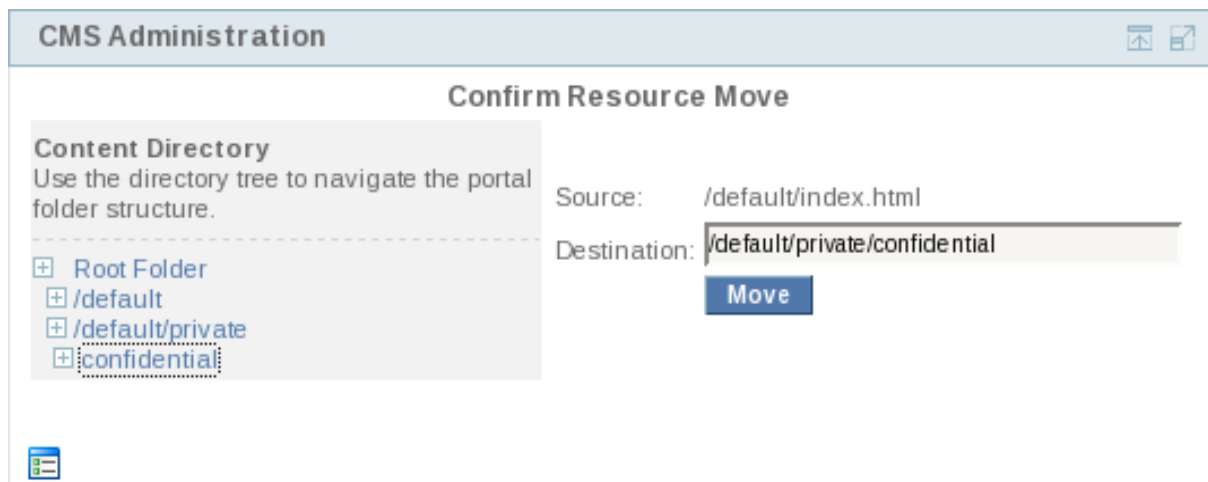 CMS Administration
Confirm Resource Move
Content Directory
Use the directory tree to navigate the portal
folder structure.
Root Folder
/default
/default/private
confidential
Source: /default/index.html
Destination: /default/private/confidential
Move